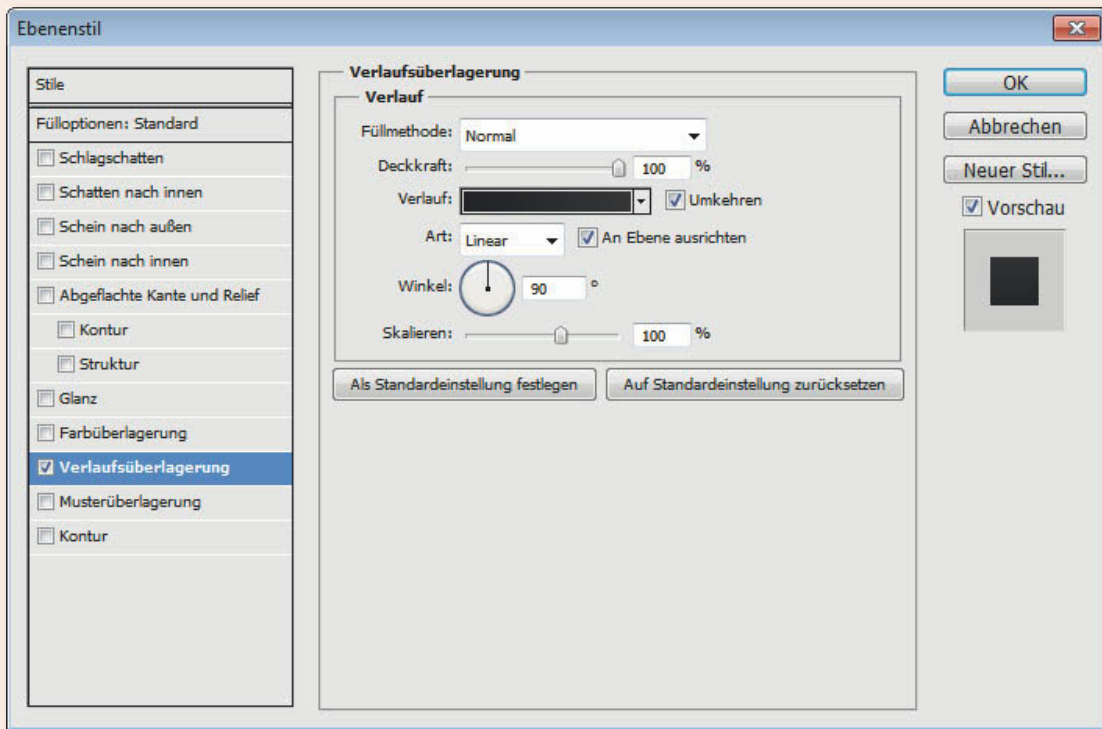 Ebenenstil
Stile
Fülloptionen: Standard
Schlagschatten
Schatten nach innen
Schein nach außen
Schein nach innen
Abgeflachte Kante und Relief
Kontur
Struktur
Glanz
Farbüberlagerung
Verlaufsüberlagerung
Musterüberlagerung
Kontur
Verlaufsüberlagerung
Verlauf
Füllmethode: Normal
Deckkraft: 100 %
Verlauf: Umkehren
Art: Linear An Ebene ausrichten
Winkel: 90 °
Skalieren: 100 %
Als Standardeinstellung festlegen Auf Standardeinstellung zurücksetzen
OK
Abbrechen
Neuer Stil...
Vorschau